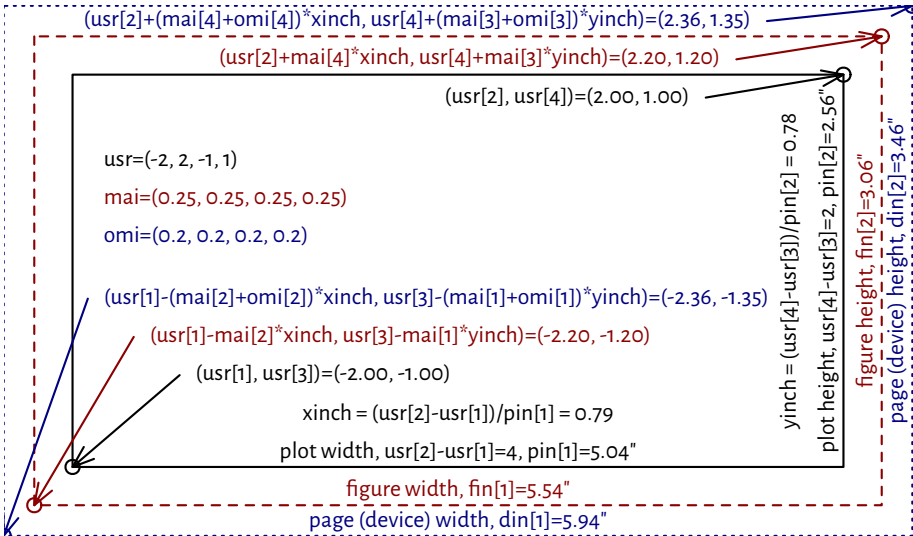 (usr[2]+(mai[4]+omi[4])*xinch, usr[4]+(mai[3]+omi[3])*yinch)=(2.36, 1.35)
(usr[2]+mai[4]*xinch, usr[4]+mai[3]*yinch)=(2.20, 1.20)
(usr[2], usr[4])=(2.00, 1.00)
usr=(-2, 2, -1, 1)
mai=(0.25, 0.25, 0.25, 0.25)
omi=(0.2, 0.2, 0.2, 0.2)
(usr[1]-(mai[2]+omi[2])*xinch, usr[3]-(mai[1]+omi[1])*yinch)=(-2.36, -1.35)
(usr[1]-mai[2]*xinch, usr[3]-mai[1]*yinch)=(-2.20, -1.20)
(usr[1], usr[3])=(-2.00, -1.00)
xinch = (usr[2]-usr[1])/pin[1] = 0.79
plot width, usr[2]-usr[1]=4, pin[1]=5.04"
figure width, fin[1]=5.54"
page (device) width, din[1]=5.94"
yinch = (usr[4]-usr[3])/pin[2] = 0.78
plot height, usr[4]-usr[3]=2, pin[2]=2.56"
figure height, fin[2]=3.06"
page (device) height, din[2]=3.46"